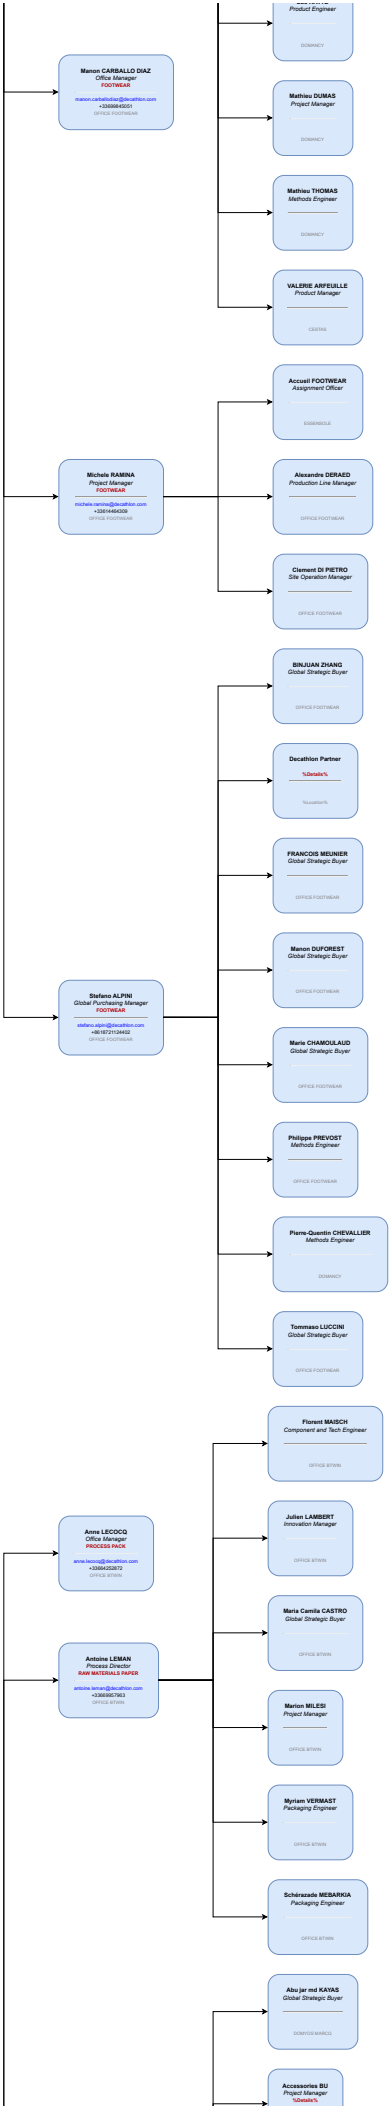 Product Engineer
DOMANCY
Manon CARBALLO DIAZ
Office Manager
FOOTWEAR
manon.carballodiaz@decathlon.com
+33699845051
OFFICE FOOTWEAR
Mathieu DUMAS
Project Manager
DOMANCY
Mathieu THOMAS
Methods Engineer
DOMANCY
VALERIE ARFEUILLE
Product Manager
CESTAS
Accueil FOOTWEAR
Assignment Officer
Michele RAMINA
Project Manager
FOOTWEAR
michele.ramina@decathlon.com
+33614464309
OFFICE FOOTWEAR
Alexandre DERAED
Production Line Manager
OFFICE FOOTWEAR
Clement DI PIETRO
Site Operation Manager
OFFICE FOOTWEAR
BINJUAN ZHANG
Global Strategic Buyer
OFFICE FOOTWEAR
Decathlon Partner
%Details%
%Location%
FRANCOIS MEUNIER
Global Strategic Buyer
OFFICE FOOTWEAR
Manon DUFOREST
Global Strategic Buyer
OFFICE FOOTWEAR
Stefano ALPINI
Global Purchasing Manager
FOOTWEAR
stefano.alpini@decathlon.com
+8618721124402
OFFICE FOOTWEAR
Marie CHAMOULAUD
Global Strategic Buyer
OFFICE FOOTWEAR
Philippe PREVOST
Methods Engineer
OFFICE FOOTWEAR
Pierre-Quentin CHEVALLIER
Methods Engineer
DOMANCY
Tommaso LUCCINI
Global Strategic Buyer
OFFICE FOOTWEAR
Florent MAISCH
Component and Tech Engineer
OFFICE BTWIN
Anne LECOCQ
Office Manager
PROCESS PACK
anne.lecocq@decathlon.com
+33664252872
OFFICE BTWIN
Julien LAMBERT
Innovation Manager
OFFICE BTWIN
Maria Camila CASTRO
Global Strategic Buyer
OFFICE BTWIN
Antoine LEMAN
Process Director
RAW MATERIALS PAPER
antoine.leman@decathlon.com
+33669957963
OFFICE BTWIN
Marion MILESI
Project Manager
OFFICE BTWIN
Myriam VERMAST
Packaging Engineer
OFFICE BTWIN
Schérazade MEBARKIA
Packaging Engineer
OFFICE BTWIN
Abu jar md KAYAS
Global Strategic Buyer
DOMYOS MARCQ
Accessories BU
Project Manager
%Details%